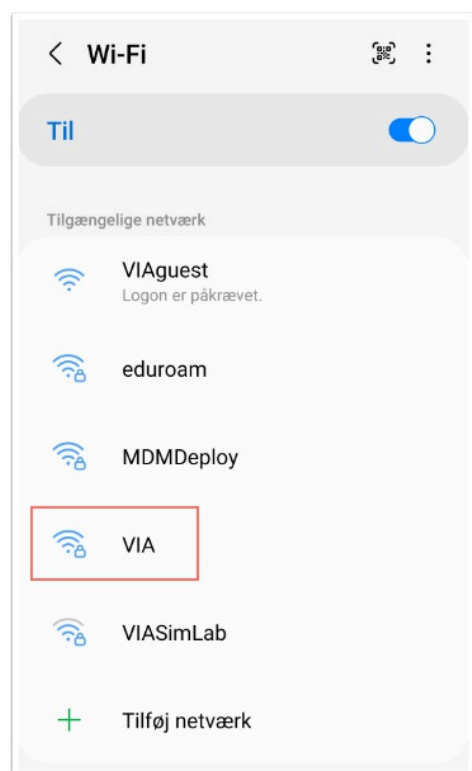 Wi-Fi
Til
Tilgængelige netværk
VIAguest
Logon er påkrævet.
eduroam
MDMDeploy
VIA
VIASimLab
Tilføj netværk